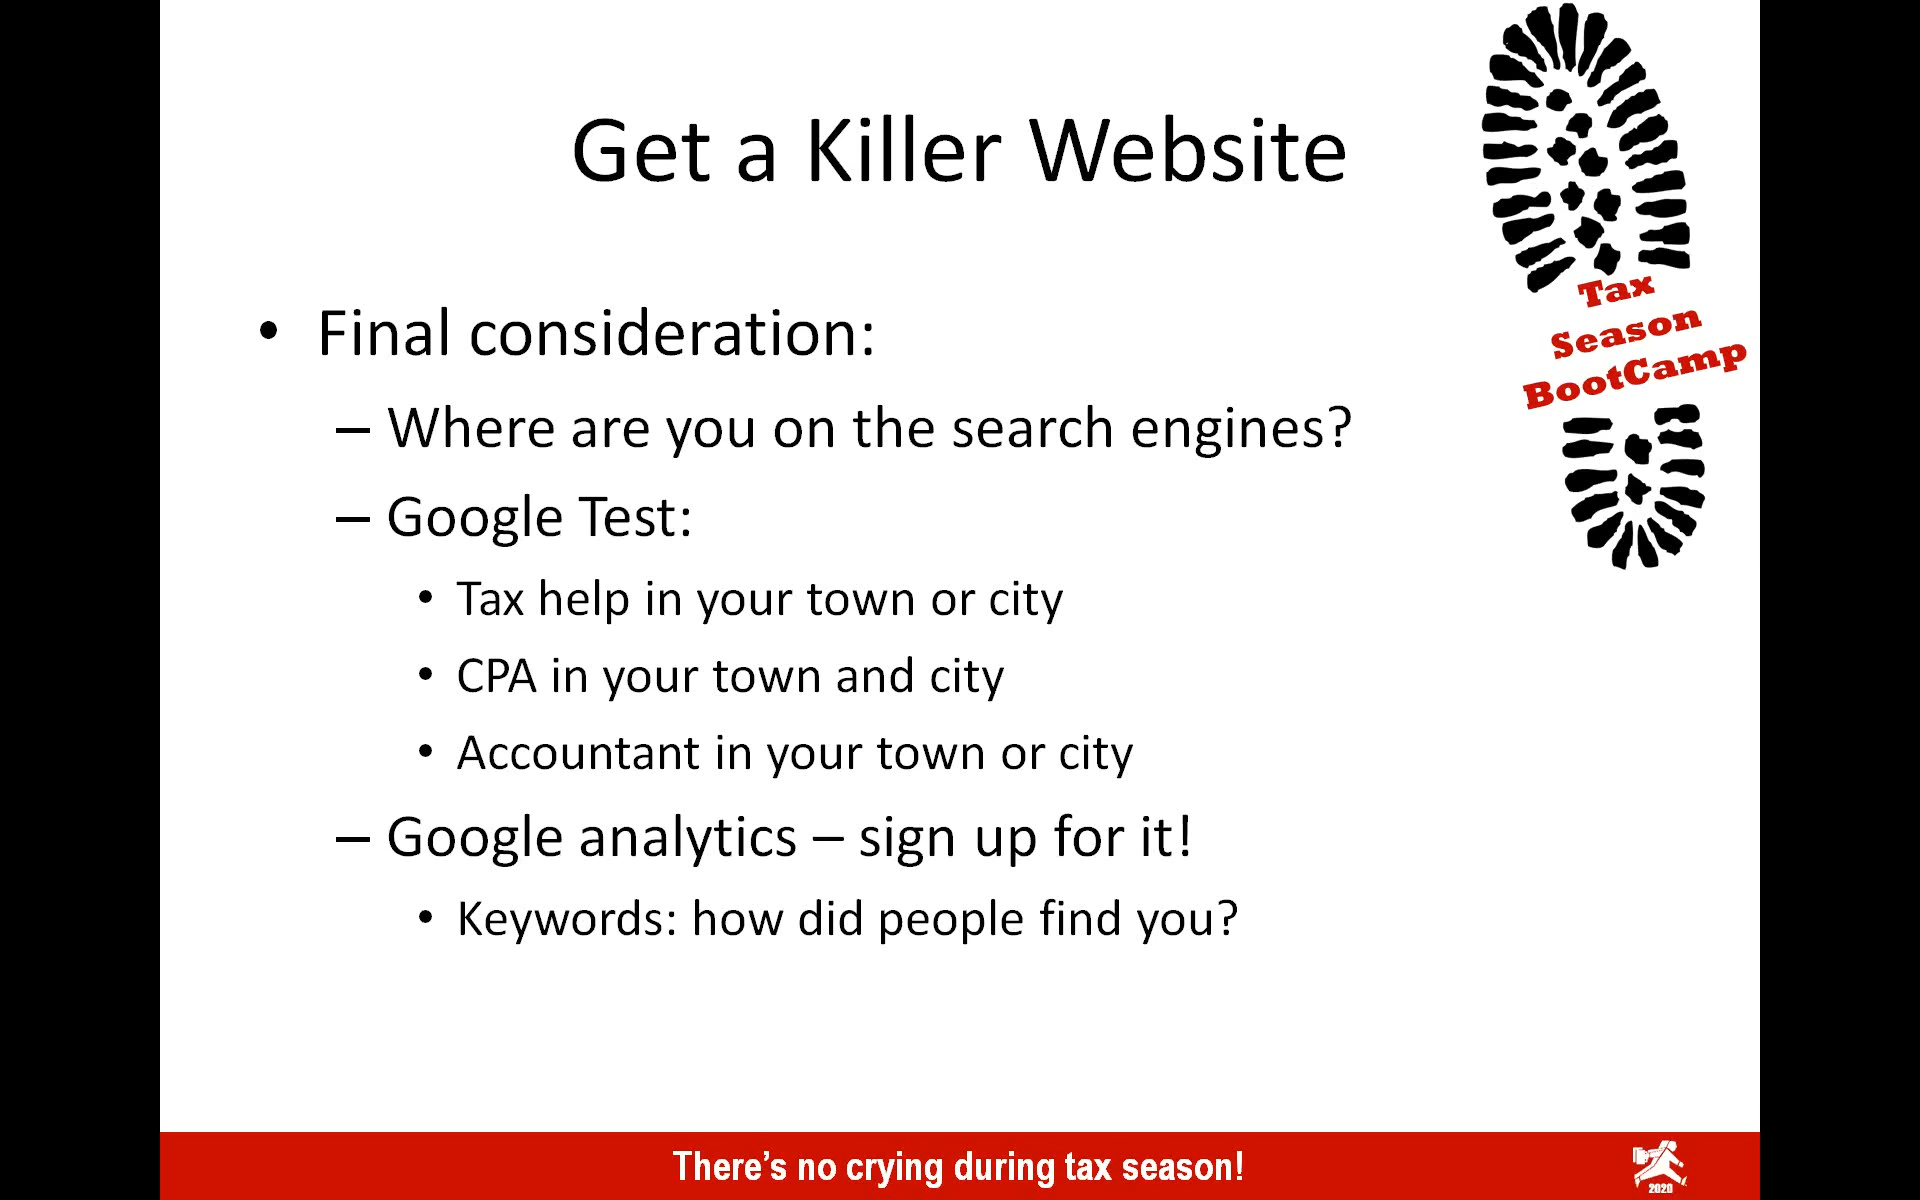 Get a Killer Website
Tax
Season
BootCamp
• Final consideration:
– Where are you on the search engines?
– Google Test:
• Tax help in your town or city
• CPA in your town and city
• Accountant in your town or city
– Google analytics – sign up for it!
• Keywords: how did people find you?
There’s no crying during tax season!
2020